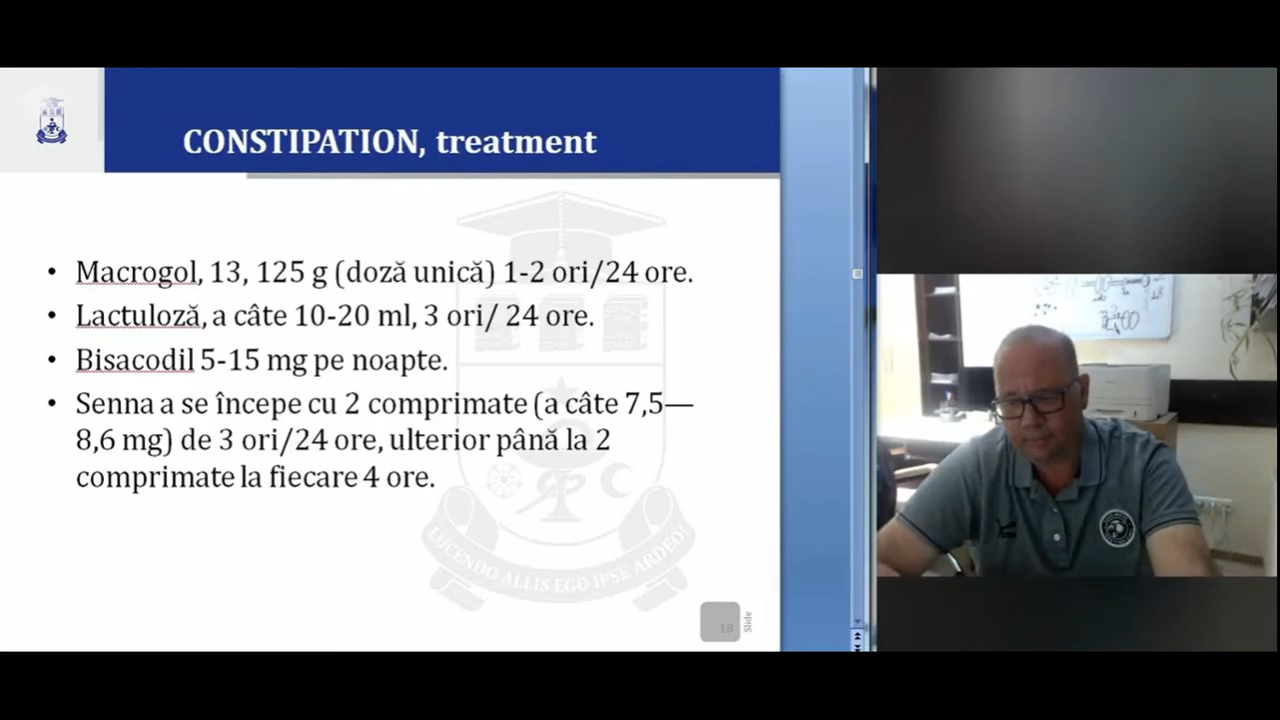 CONSTIPATION, treatment
• Macrogol, 13, 125 g (doză unică) 1-2 ori/24 ore.
• Lactuloză, a câte 10-20 ml, 3 ori/ 24 ore.
• Bisacodil 5-15 mg pe noapte.
• Senna a se începe cu 2 comprimate (a câte 7,5—
8,6 mg) de 3 ori/24 ore, ulterior până la 2
comprimate la fiecare 4 ore.
LUCENDO ALLIS EGO IPSE ARDEO!
18
Slide